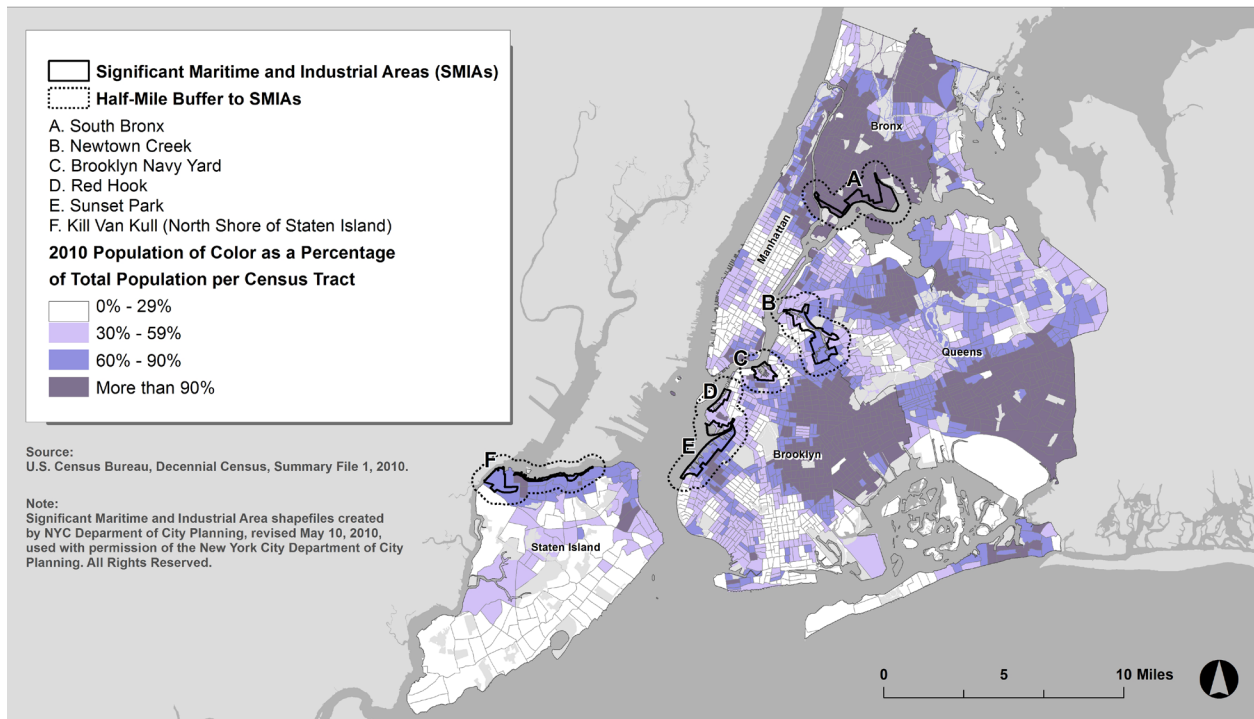 Significant Maritime and Industrial Areas (SMIAs)
Half-Mile Buffer to SMIAs
A. South Bronx
B. Newtown Creek
C. Brooklyn Navy Yard
D. Red Hook
E. Sunset Park
F. Kill Van Kull (North Shore of Staten Island)
2010 Population of Color as a Percentage
of Total Population per Census Tract
0% - 29%
30% - 59%
60% - 90%
More than 90%
Source:
U.S. Census Bureau, Decennial Census, Summary File 1, 2010.
Note:
Significant Maritime and Industrial Area shapefiles created
by NYC Deparment of City Planning, revised May 10, 2010,
used with permission of the New York City Department of City
Planning. All Rights Reserved.
Bronx
A
Manhattan
B
Queens
C
D
E
Brooklyn
F
Staten Island
0 5 10 Miles